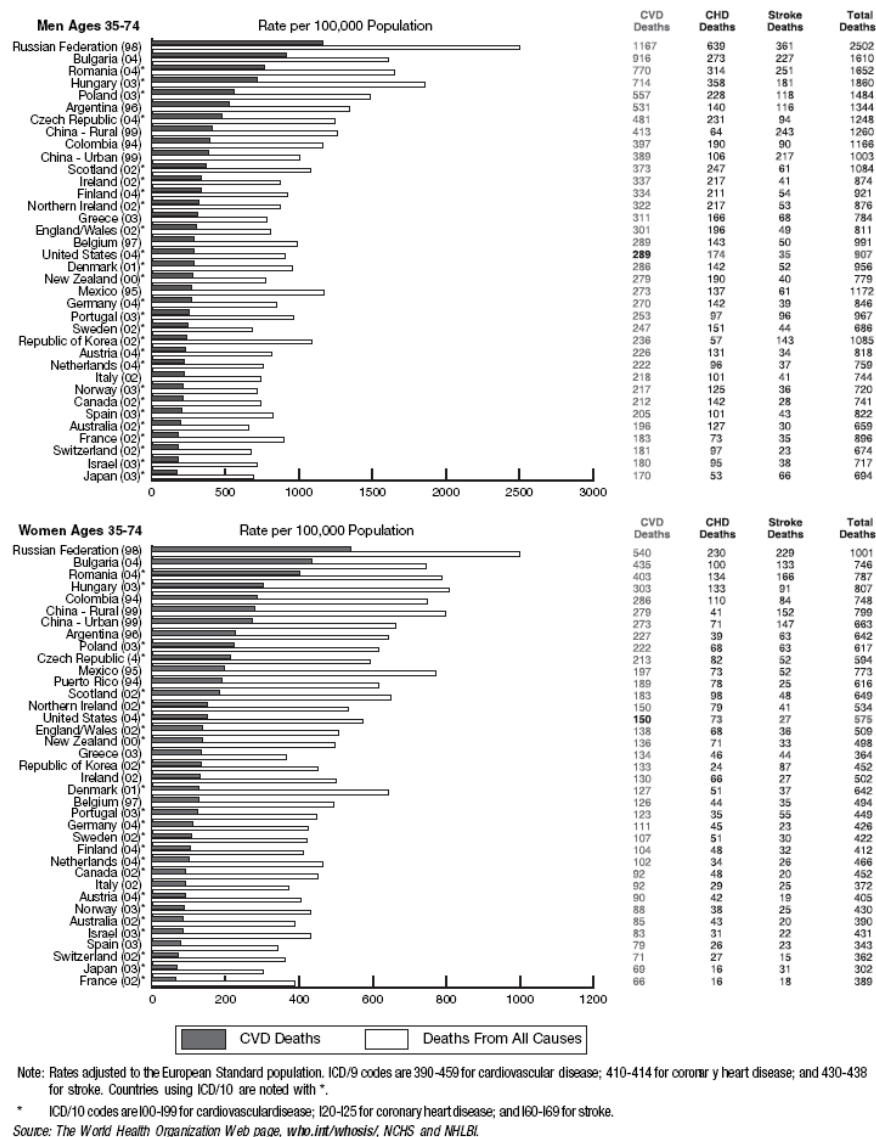 Men Ages 35-74 Rate per 100,000 Population CVD Deaths CHD Deaths Stroke Deaths Total Deaths
Russian Federation (98) 1167 639 361 2502
Bulgaria (04) 916 273 227 1610
Romania (04)* 770 314 251 1652
Hungary (03)* 714 358 181 1860
Poland (03)* 557 228 118 1484
Argentina (96) 531 140 116 1344
Czech Republic (04)* 481 231 94 1248
China - Rural (99) 413 64 243 1260
Colombia (94) 397 190 90 1166
China - Urban (99) 389 106 217 1003
Scotland (02)* 373 247 61 1084
Ireland (02)* 337 217 41 874
Finland (04)* 334 211 54 921
Northern Ireland (02)* 322 217 53 876
Greece (03) 311 166 68 784
England/Wales (02)* 301 196 49 811
Belgium (97) 289 143 50 991
United States (04)* 289 174 35 907
Denmark (01)* 286 142 52 956
New Zealand (00)* 279 190 40 779
Mexico (95) 273 137 61 1172
Germany (04)* 270 142 39 846
Portugal (03)* 253 97 96 967
Sweden (02)* 247 151 44 686
Republic of Korea (02)* 236 57 143 1085
Austria (04)* 226 131 34 818
Netherlands (04)* 222 96 37 759
Italy (02) 218 101 41 744
Norway (03)* 217 125 36 720
Canada (02)* 212 142 28 741
Spain (03)* 205 101 43 822
Australia (02)* 196 127 30 659
France (02)* 183 73 35 896
Switzerland (02)* 181 97 23 674
Israel (03)* 180 95 38 717
Japan (03)* 170 53 66 694
0 500 1000 1500 2000 2500 3000
Women Ages 35-74 Rate per 100,000 Population CVD Deaths CHD Deaths Stroke Deaths Total Deaths
Russian Federation (98) 540 230 229 1001
Bulgaria (04) 435 100 133 746
Romania (04)* 403 134 166 787
Hungary (03)* 303 133 91 807
Colombia (94) 286 110 84 748
China - Rural (99) 279 41 152 799
China - Urban (99) 273 71 147 663
Argentina (96) 227 39 63 642
Poland (03)* 222 68 63 617
Czech Republic (4)* 213 82 52 594
Mexico (95) 197 73 52 773
Puerto Rico (94) 189 78 25 616
Scotland (02)* 183 98 48 649
Northern Ireland (02)* 150 79 41 534
United States (04)* 150 73 27 575
England/Wales (02)* 138 68 36 509
New Zealand (00)* 136 71 33 498
Greece (03) 134 46 44 364
Republic of Korea (02)* 133 24 87 452
Ireland (02) 130 66 27 502
Denmark (01)* 127 51 37 642
Belgium (97) 126 44 35 494
Portugal (03)* 123 35 55 449
Germany (04)* 111 45 23 426
Sweden (02)* 107 51 30 422
Finland (04)* 104 48 32 412
Netherlands (04)* 102 34 26 466
Canada (02)* 92 48 20 452
Italy (02) 92 29 25 372
Austria (04)* 90 42 19 405
Norway (03)* 88 38 25 430
Australia (02)* 85 43 20 390
Israel (03)* 83 31 22 431
Spain (03) 79 26 23 343
Switzerland (02)* 71 27 15 362
Japan (03)* 69 16 31 302
France (02)* 66 16 18 389
0 200 400 600 800 1000 1200
CVD Deaths Deaths From All Causes
Note: Rates adjusted to the European Standard population. ICD/9 codes are 390-459 for cardiovascular disease; 410-414 for coronar y heart disease; and 430-438
for stroke. Countries using ICD/10 are noted with *.
* ICD/10 codes are I00-I99 for cardiovasculardisease; I20-I25 for coronary heart disease; and I60-I69 for stroke.
Source: The World Health Organization Web page, who.int/whosis/, NCHS and NHLBI.